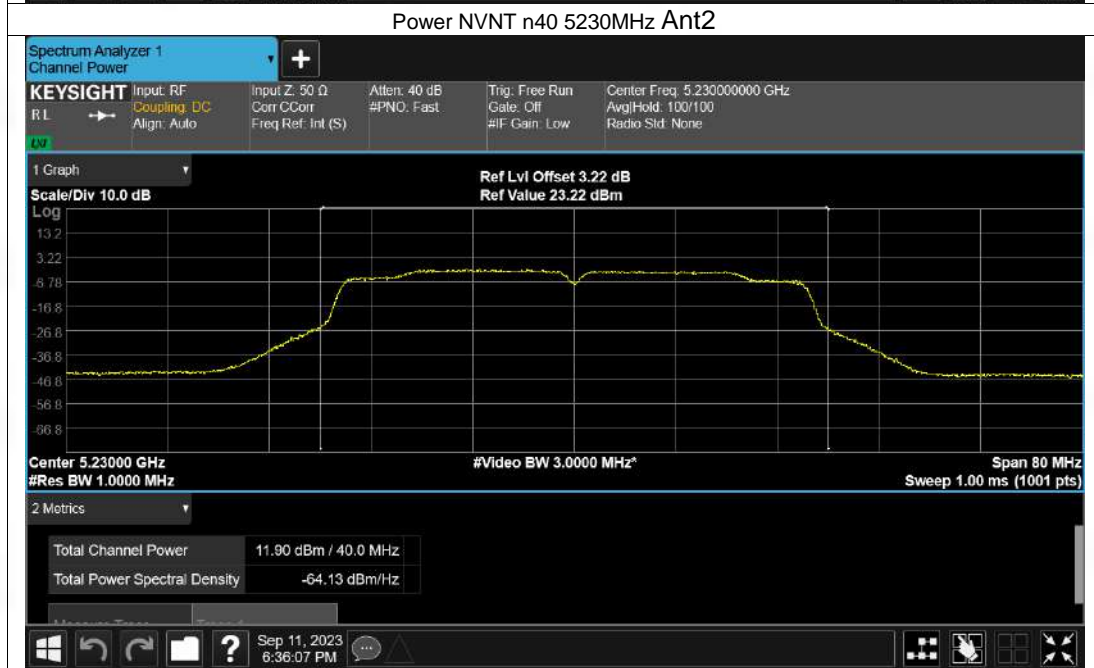 Power NVNT n40 5230MHz Ant2
Spectrum Analyzer 1
Channel Power
+
KEYSIGHT
RL
LXI
Input: RF
Coupling: DC
Align: Auto
Input Z: 50 Ω
Corr CCorr
Freq Ref: Int (S)
Atten: 40 dB
#PNO: Fast
Trig: Free Run
Gate: Off
#IF Gain: Low
Center Freq: 5.230000000 GHz
Avg|Hold: 100/100
Radio Std: None
1 Graph
Scale/Div 10.0 dB
Ref Lvl Offset 3.22 dB
Ref Value 23.22 dBm
Log
13.2
3.22
-6.78
-16.8
-26.8
-36.8
-46.8
-56.8
-66.8
Center 5.23000 GHz
#Video BW 3.0000 MHz*
Span 80 MHz
#Res BW 1.0000 MHz
Sweep 1.00 ms (1001 pts)
2 Metrics
Total Channel Power 11.90 dBm / 40.0 MHz
Total Power Spectral Density -64.13 dBm/Hz
?
Sep 11, 2023
6:36:07 PM